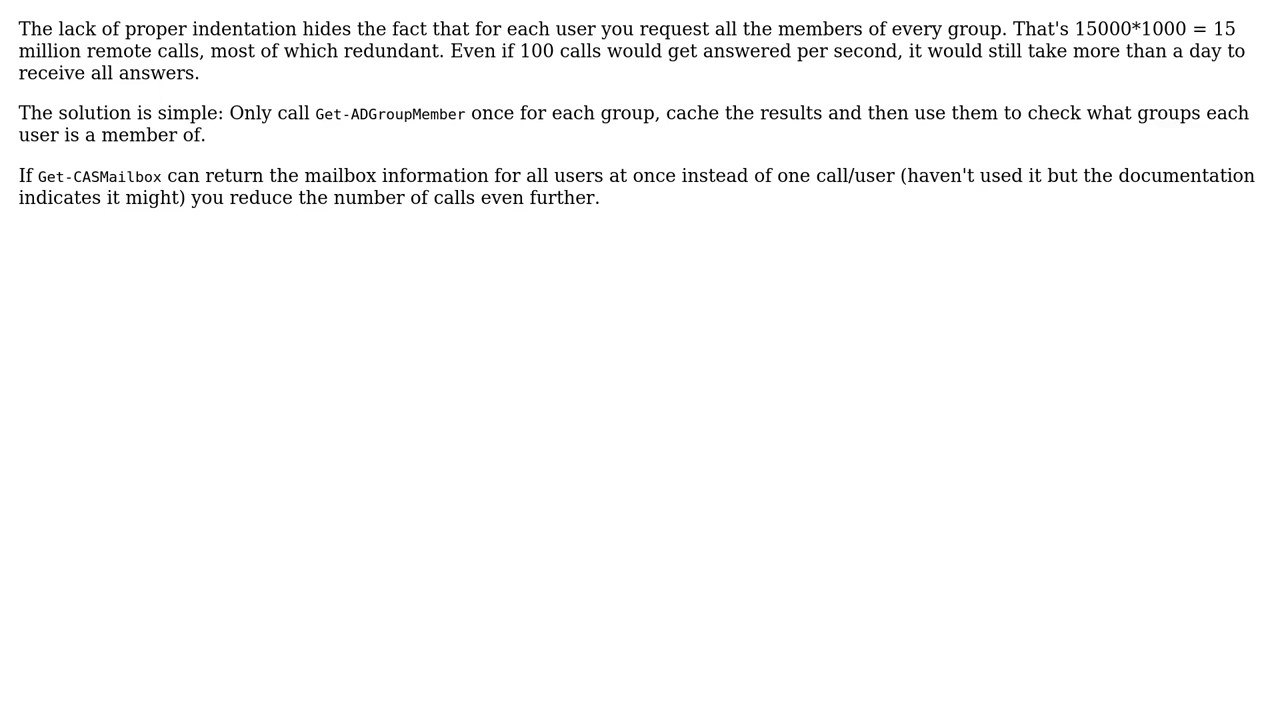 The lack of proper indentation hides the fact that for each user you request all the members of every group. That's 15000*1000 = 15
million remote calls, most of which redundant. Even if 100 calls would get answered per second, it would still take more than a day to
receive all answers.
The solution is simple: Only call Get-ADGroupMember once for each group, cache the results and then use them to check what groups each
user is a member of.
If Get-CASMailbox can return the mailbox information for all users at once instead of one call/user (haven't used it but the documentation
indicates it might) you reduce the number of calls even further.